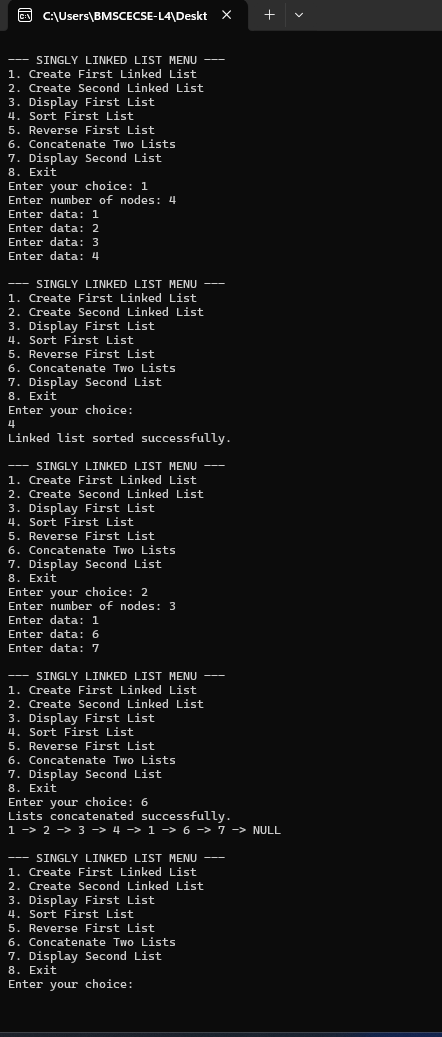 C:\Users\BMSCECSE-L4\Deskt
--- SINGLY LINKED LIST MENU ---
1. Create First Linked List
2. Create Second Linked List
3. Display First List
4. Sort First List
5. Reverse First List
6. Concatenate Two Lists
7. Display Second List
8. Exit
Enter your choice: 1
Enter number of nodes: 4
Enter data: 1
Enter data: 2
Enter data: 3
Enter data: 4
--- SINGLY LINKED LIST MENU ---
1. Create First Linked List
2. Create Second Linked List
3. Display First List
4. Sort First List
5. Reverse First List
6. Concatenate Two Lists
7. Display Second List
8. Exit
Enter your choice:
4
Linked list sorted successfully.
--- SINGLY LINKED LIST MENU ---
1. Create First Linked List
2. Create Second Linked List
3. Display First List
4. Sort First List
5. Reverse First List
6. Concatenate Two Lists
7. Display Second List
8. Exit
Enter your choice: 2
Enter number of nodes: 3
Enter data: 1
Enter data: 6
Enter data: 7
--- SINGLY LINKED LIST MENU ---
1. Create First Linked List
2. Create Second Linked List
3. Display First List
4. Sort First List
5. Reverse First List
6. Concatenate Two Lists
7. Display Second List
8. Exit
Enter your choice: 6
Lists concatenated successfully.
1 -> 2 -> 3 -> 4 -> 1 -> 6 -> 7 -> NULL
--- SINGLY LINKED LIST MENU ---
1. Create First Linked List
2. Create Second Linked List
3. Display First List
4. Sort First List
5. Reverse First List
6. Concatenate Two Lists
7. Display Second List
8. Exit
Enter your choice: